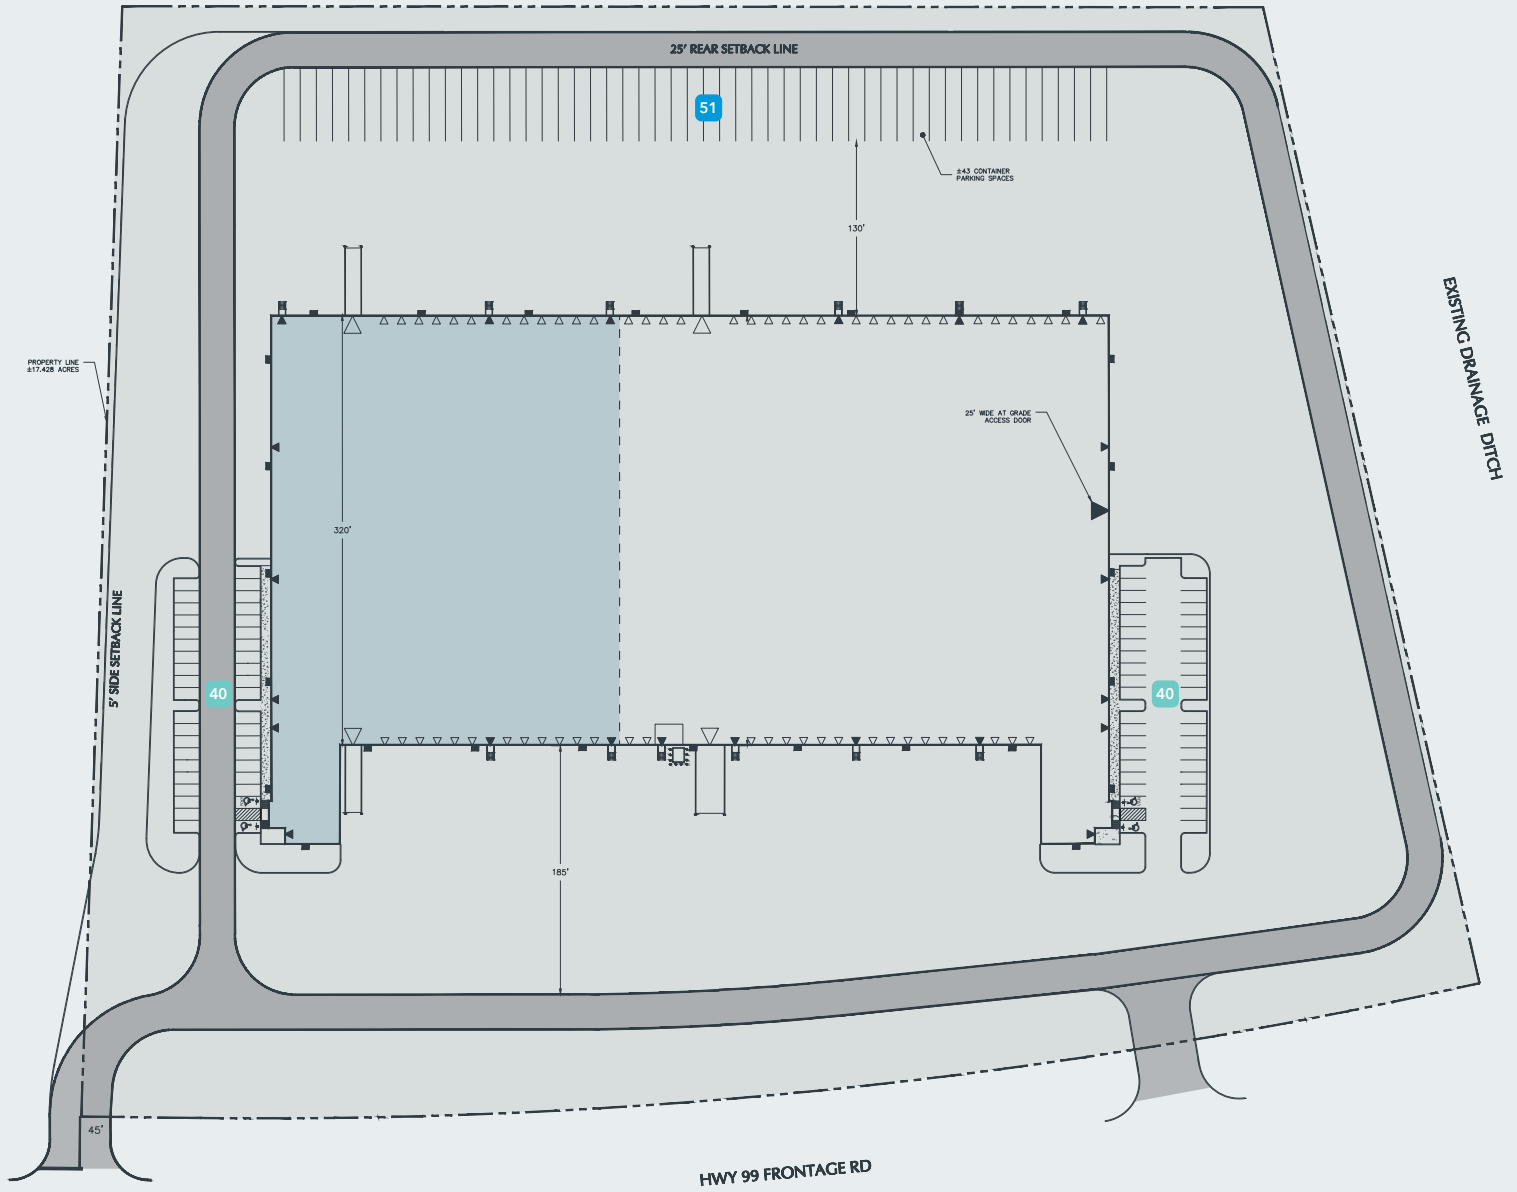 25' REAR SETBACK LINE
51
±43 CONTAINER
PARKING SPACES
130'
EXISTING DRAINAGE DITCH
PROPERTY LINE
±17.428 ACRES
25' WIDE AT GRADE
ACCESS DOOR
320'
5' SIDE SETBACK LINE
40
40
185'
45'
HWY 99 FRONTAGE RD